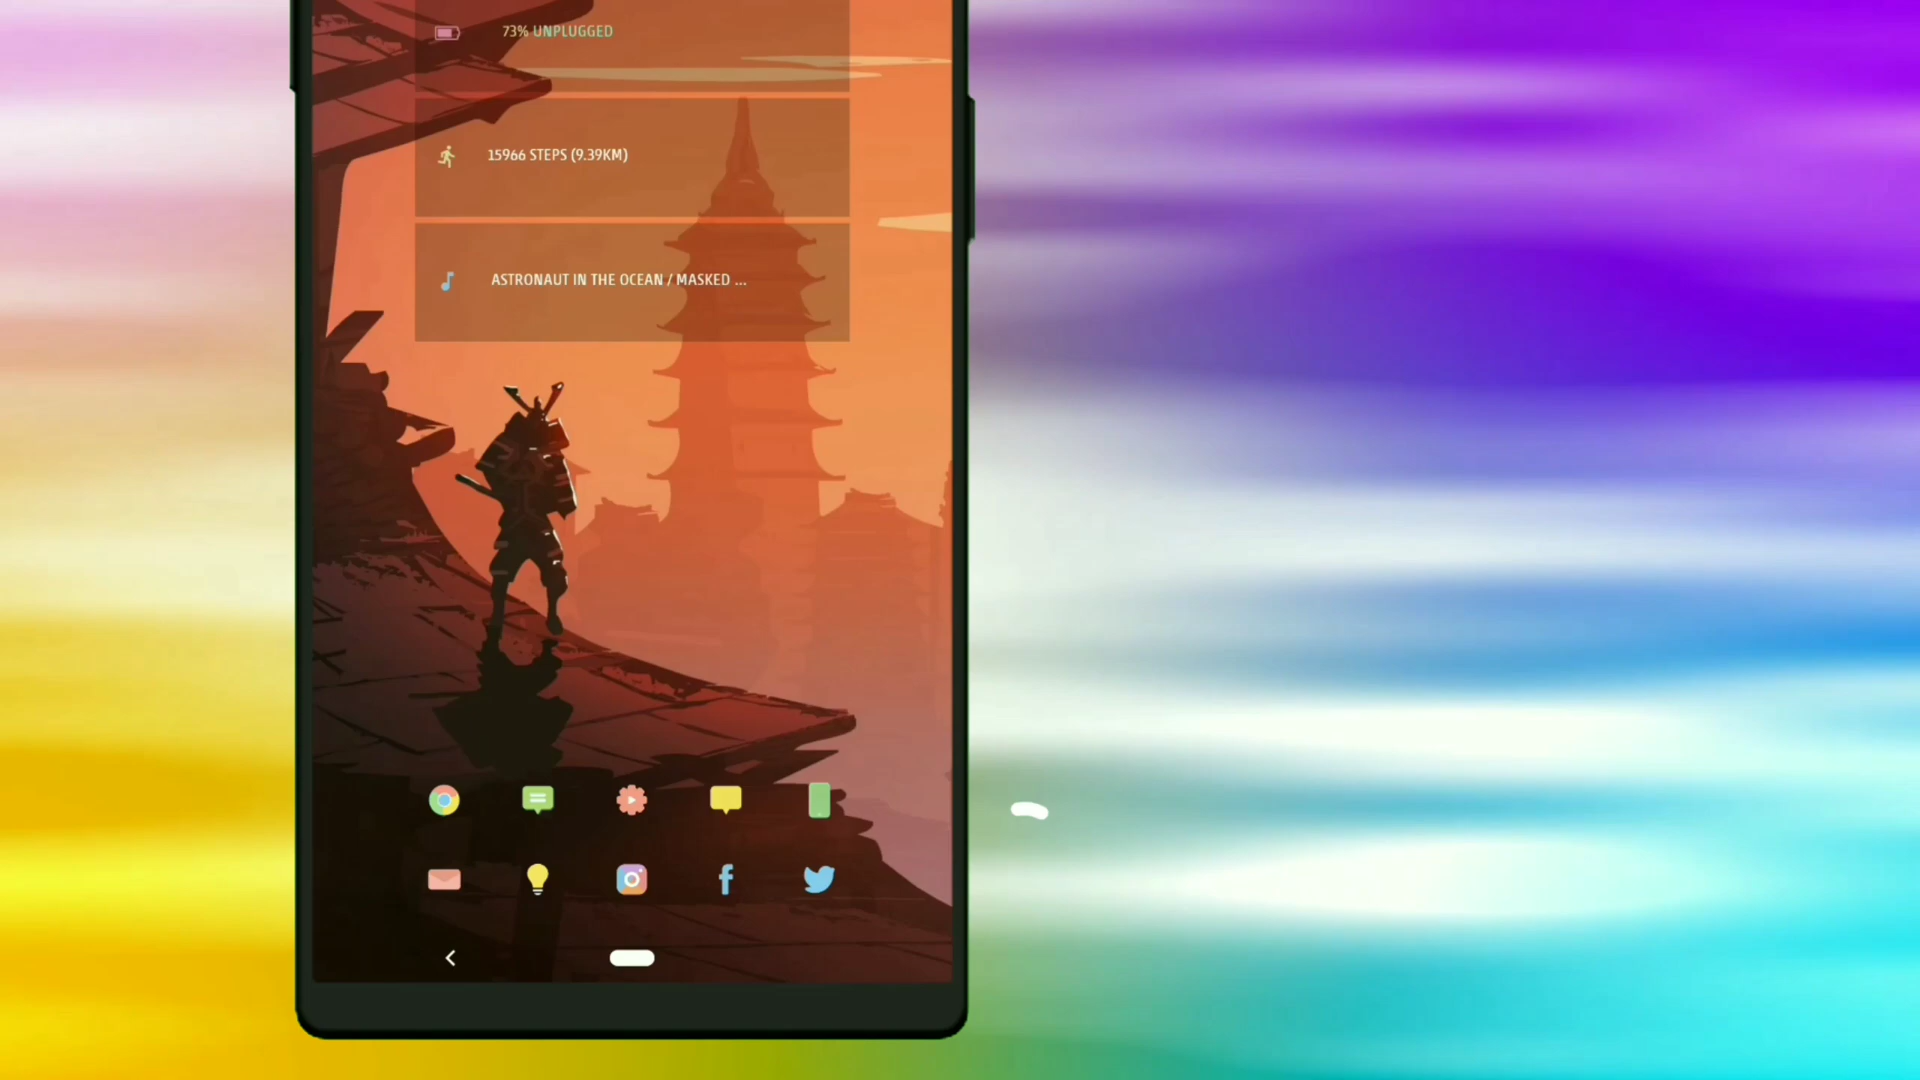 73% UNPLUGGED
15966 STEPS (9.39KM)
ASTRONAUT IN THE OCEAN / MASKED ...